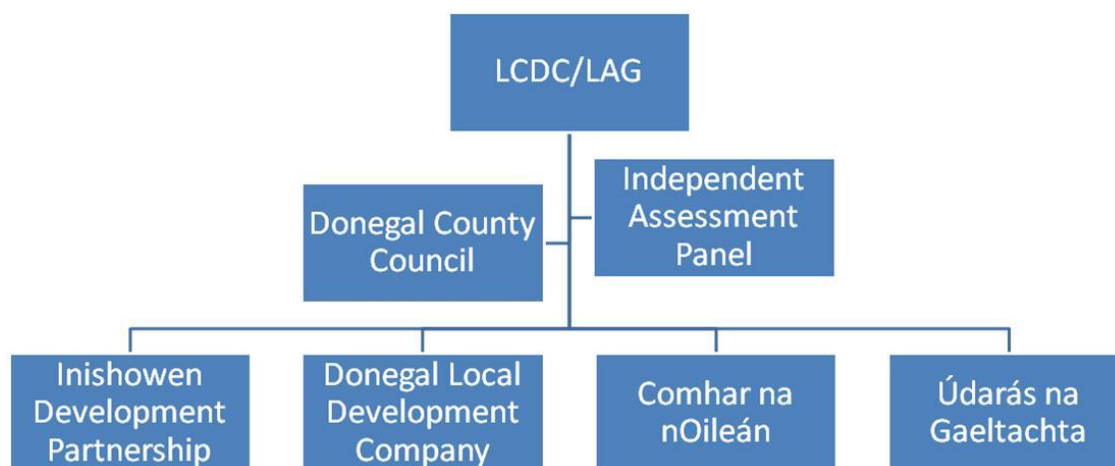 LCDC/LAG
Donegal County
Council
Independent
Assessment
Panel
Inishowen
Development
Partnership
Donegal Local
Development
Company
Comhar na
nOileán
Údarás na
Gaeltachta